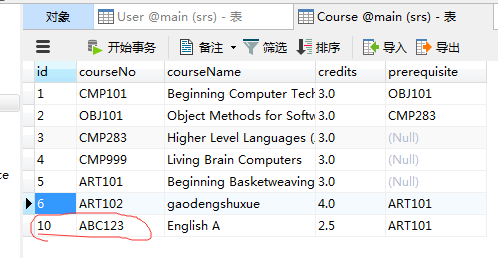 对象 User @main (srs) - 表 Course @main (srs) - 表
开始事务 备注 筛选 排序 导入 导出
id courseNo courseName credits prerequisite
1 CMP101 Beginning Computer Tech 3.0 OBJ101
2 OBJ101 Object Methods for Softw 3.0 CMP283
3 CMP283 Higher Level Languages ( 3.0 (Null)
4 CMP999 Living Brain Computers 3.0 (Null)
5 ART101 Beginning Basketweaving 3.0 (Null)
6 ART102 gaodengshuxue 4.0 ART101
10 ABC123 English A 2.5 ART101